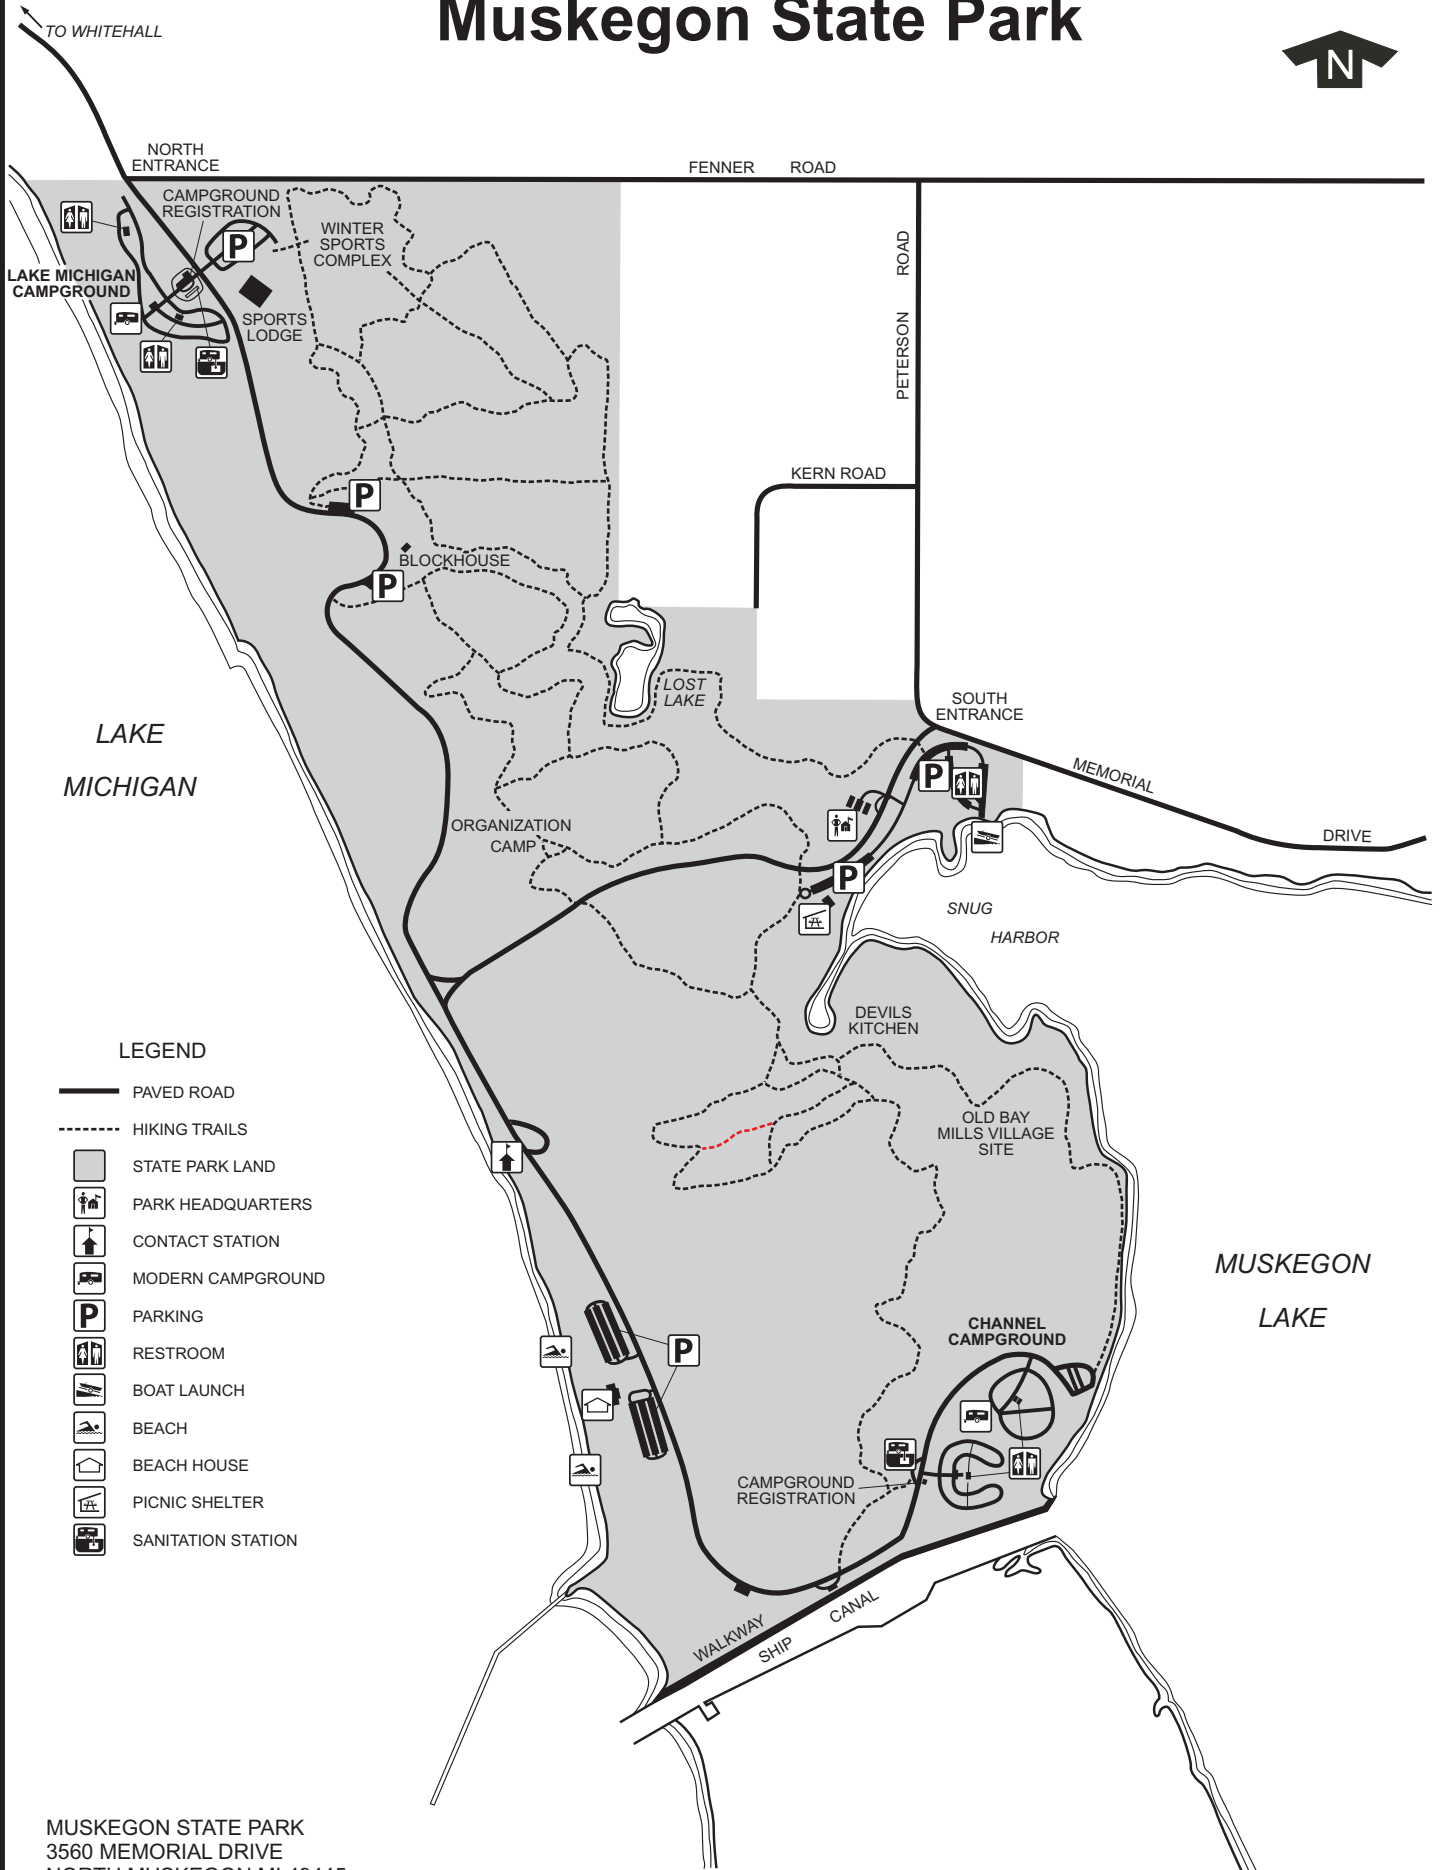 Muskegon State Park
TO WHITEHALL
N
NORTH
ENTRANCE
FENNER ROAD
CAMPGROUND
REGISTRATION
WINTER
SPORTS
COMPLEX
P
LAKE MICHIGAN
CAMPGROUND
SPORTS
LODGE
PETERSON ROAD
KERN ROAD
P
BLOCKHOUSE
P
LOST
LAKE
SOUTH
ENTRANCE
LAKE
MICHIGAN
MEMORIAL
DRIVE
P
ORGANIZATION
CAMP
P
SNUG
HARBOR
DEVILS
KITCHEN
OLD BAY
MILLS VILLAGE
SITE
LEGEND
PAVED ROAD
HIKING TRAILS
STATE PARK LAND
PARK HEADQUARTERS
CONTACT STATION
MODERN CAMPGROUND
P PARKING
RESTROOM
BOAT LAUNCH
BEACH
BEACH HOUSE
PICNIC SHELTER
SANITATION STATION
MUSKEGON
LAKE
P
CHANNEL
CAMPGROUND
CAMPGROUND
REGISTRATION
WALKWAY
SHIP CANAL
MUSKEGON STATE PARK
3560 MEMORIAL DRIVE
NORTH MUSKEGON MI 49445